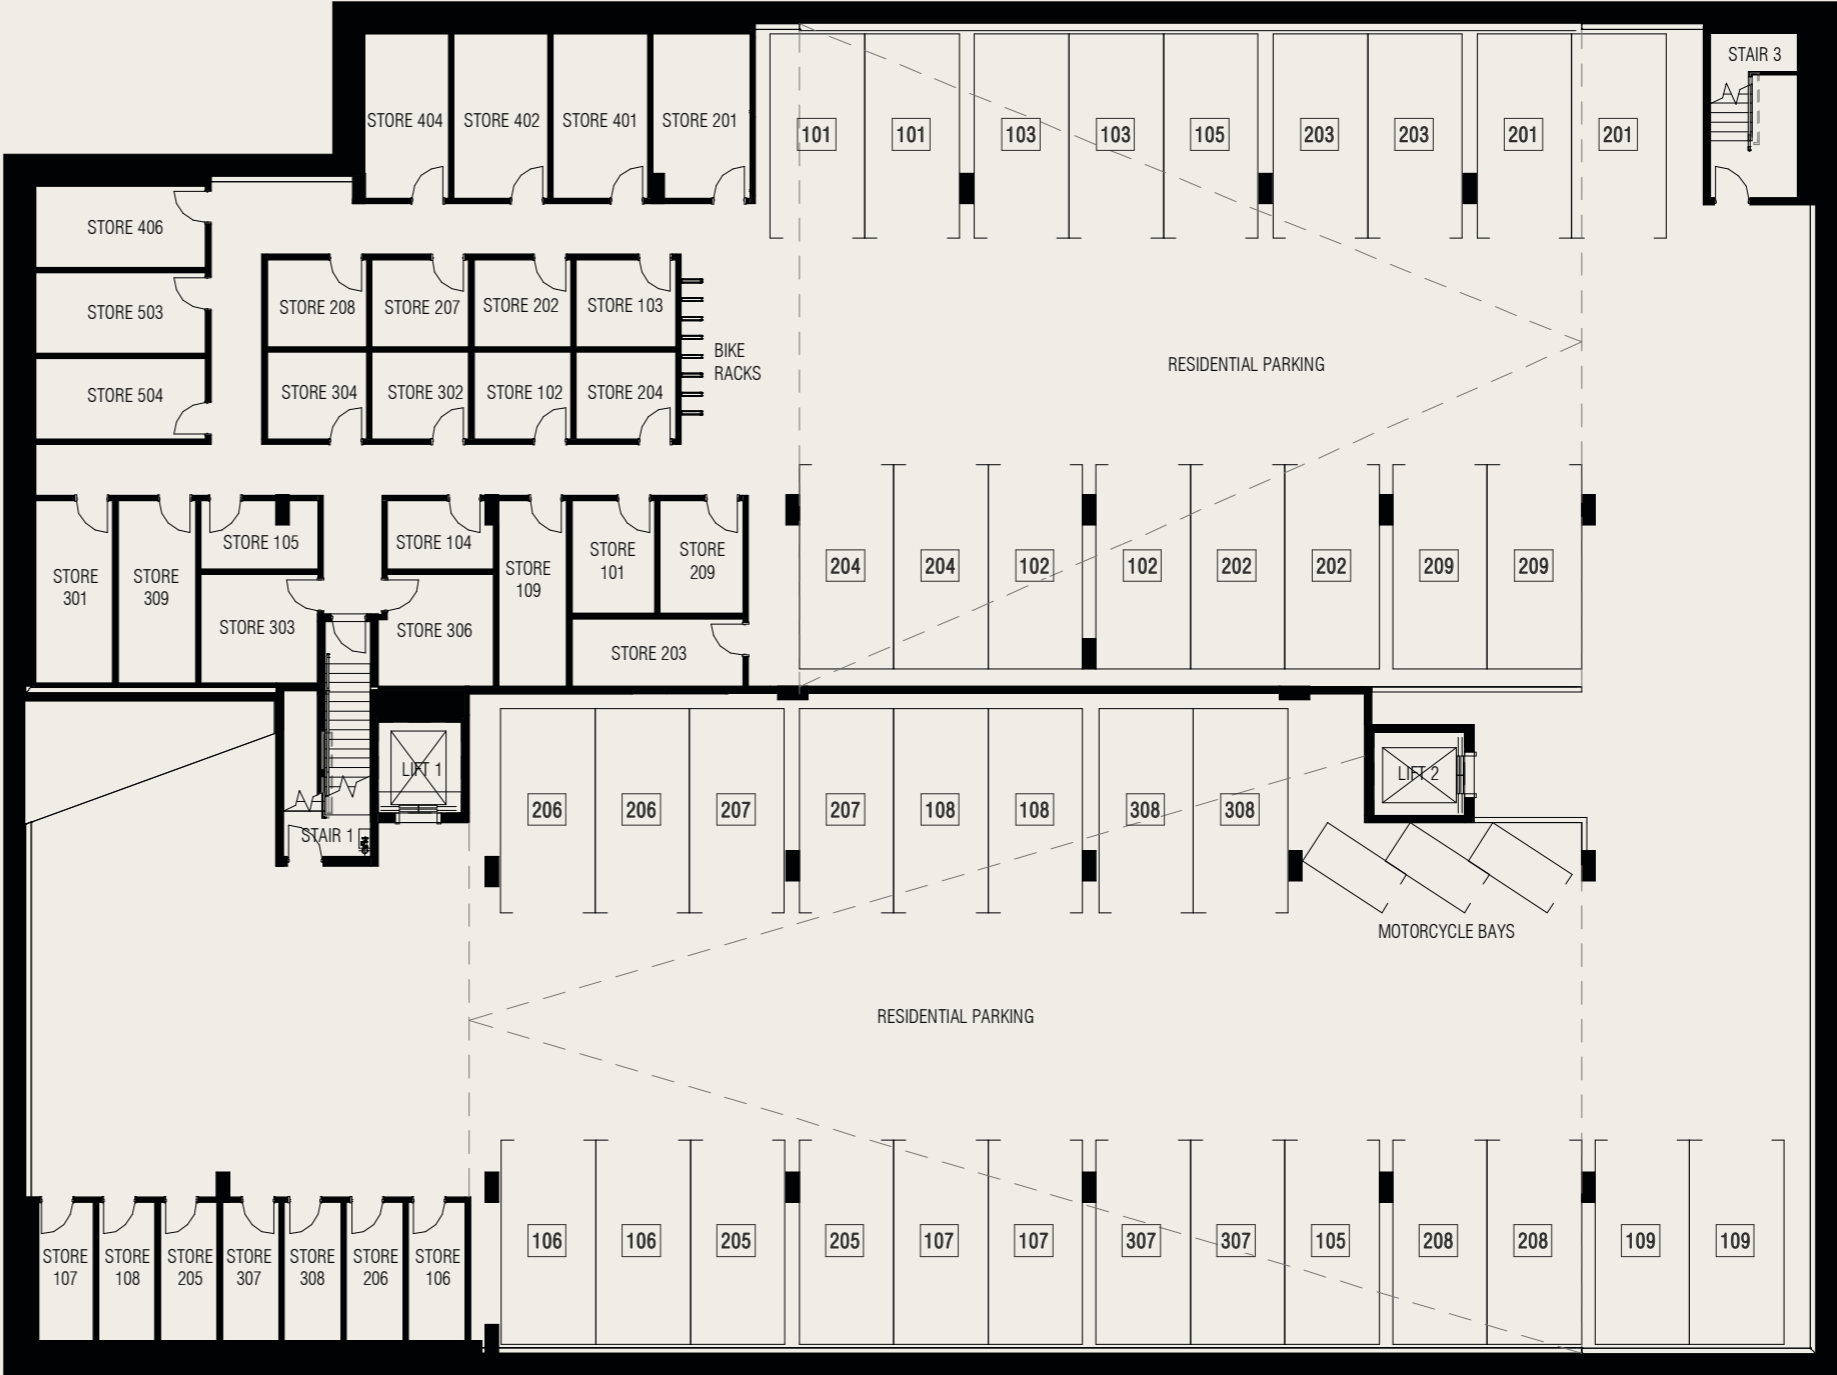 STAIR 3
STORE 404
STORE 402
STORE 401
STORE 201
101
101
103
103
105
203
203
201
201
STORE 406
STORE 503
STORE 504
STORE 208
STORE 207
STORE 202
STORE 103
STORE 304
STORE 302
STORE 102
STORE 204
BIKE
RACKS
RESIDENTIAL PARKING
STORE
301
STORE
309
STORE 105
STORE 303
STORE 104
STORE 306
STORE
109
STORE
101
STORE
209
STORE 203
204
204
102
102
202
202
209
209
LIFT 1
STAIR 1
206
206
207
207
108
108
308
308
LIFT 2
MOTORCYCLE BAYS
RESIDENTIAL PARKING
STORE
107
STORE
108
STORE
205
STORE
307
STORE
308
STORE
206
STORE
106
106
106
205
205
107
107
307
307
105
208
208
109
109